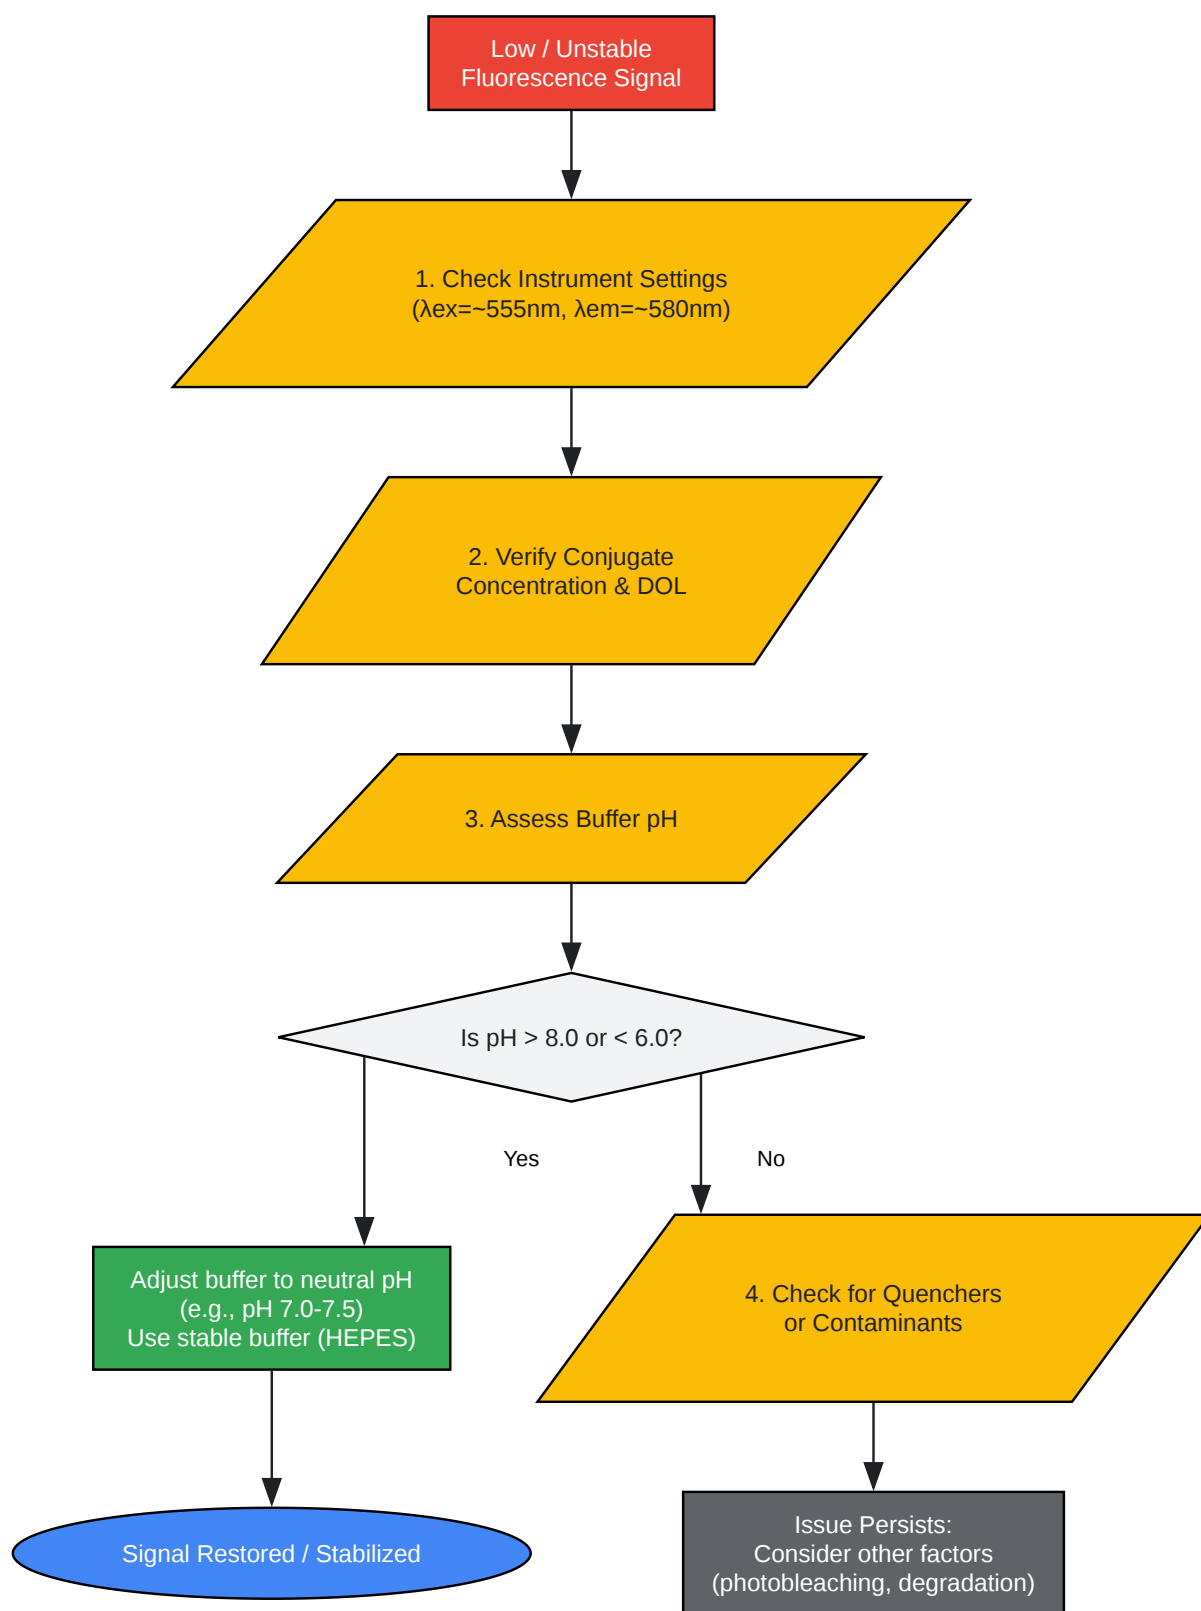 Low / Unstable
Fluorescence Signal
1. Check Instrument Settings
(λex=~555nm, λem=~580nm)
2. Verify Conjugate
Concentration & DOL
3. Assess Buffer pH
Is pH > 8.0 or < 6.0?
Yes
No
Adjust buffer to neutral pH
(e.g., pH 7.0-7.5)
Use stable buffer (HEPES)
4. Check for Quenchers
or Contaminants
Signal Restored / Stabilized
Issue Persists:
Consider other factors
(photobleaching, degradation)